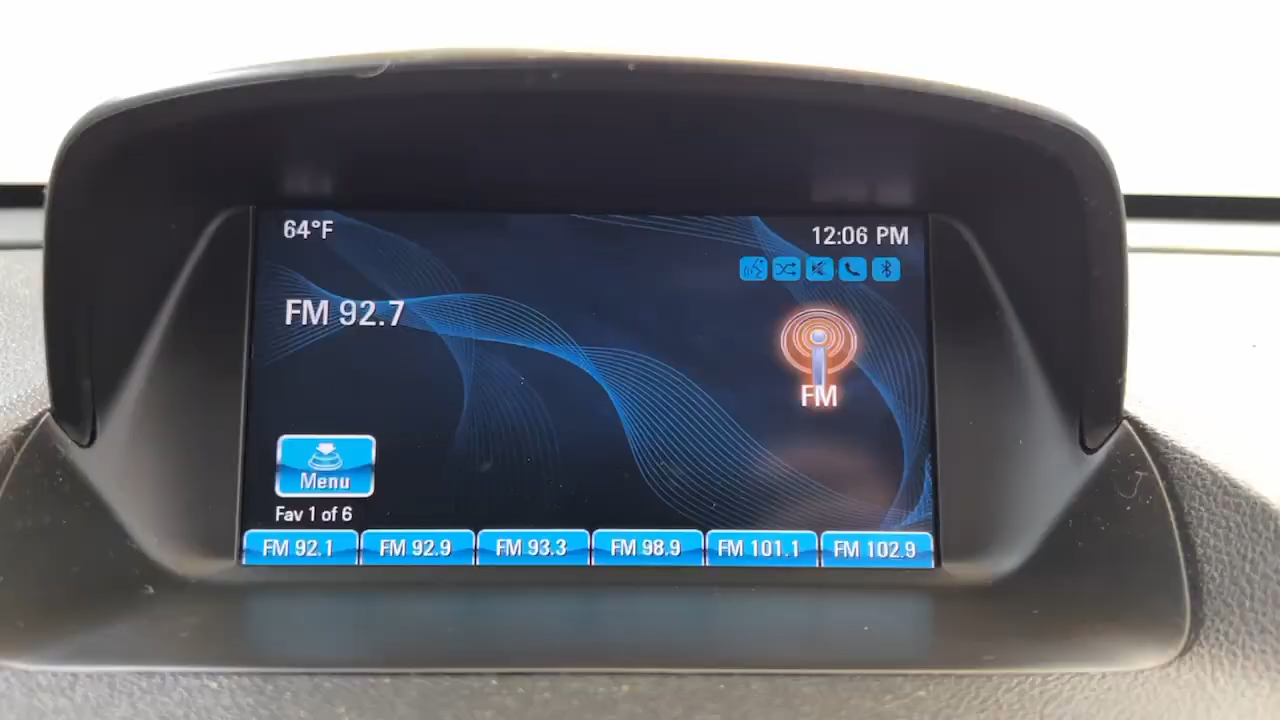 64°F
12:06 PM
FM 92.7
FM
Menu
Fav 1 of 6
FM 92.1 FM 92.9 FM 93.3 FM 98.9 FM 101.1 FM 102.9